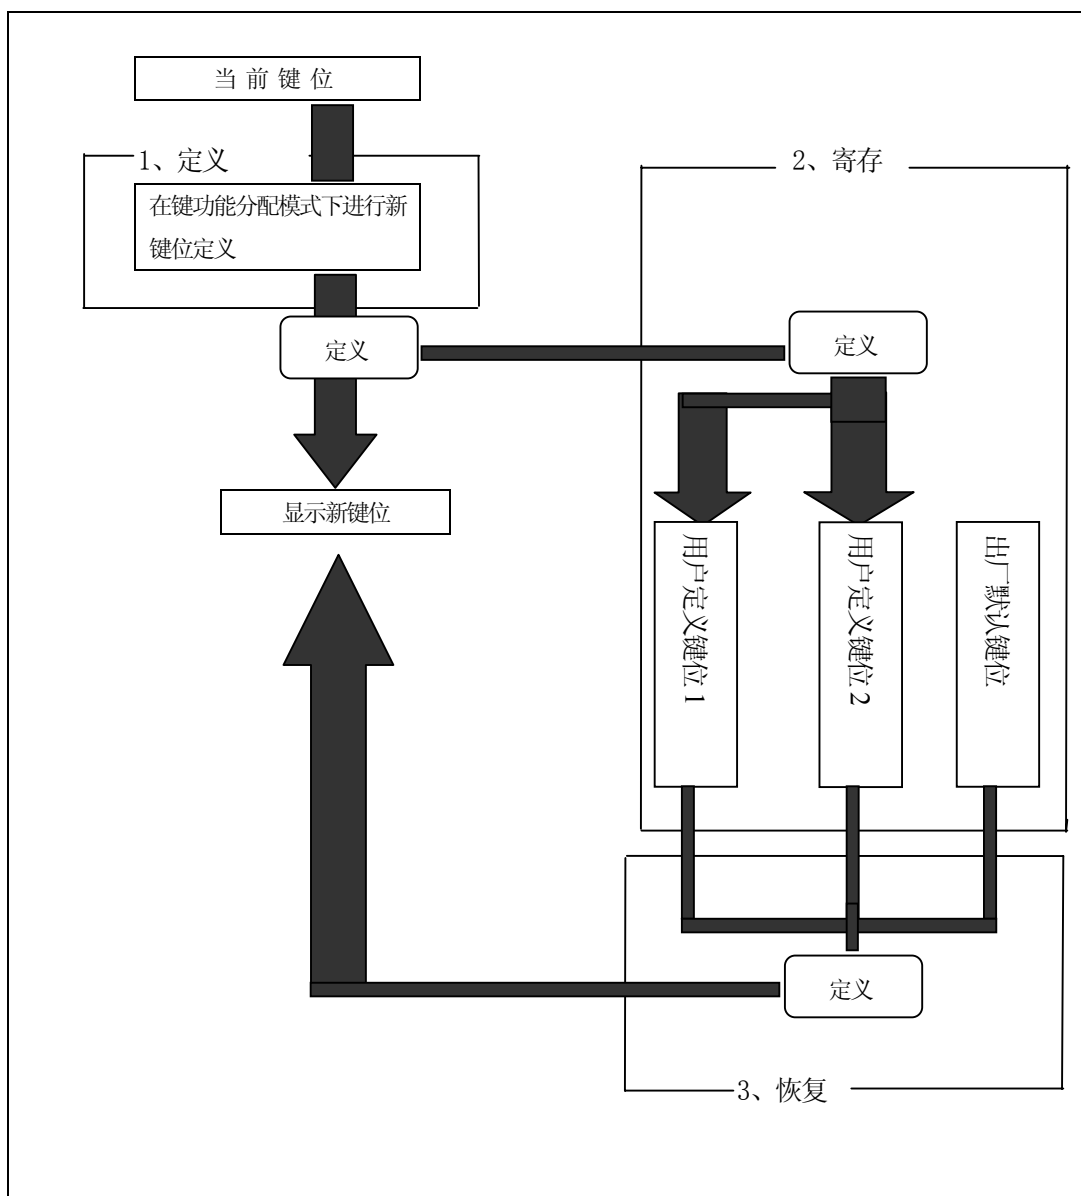 当前键位
1、定义
在键功能分配模式下进行新
键位定义
定义
显示新键位
2、寄存
定义
用户定义键位1
用户定义键位2
出厂默认键位
定义
3、恢复